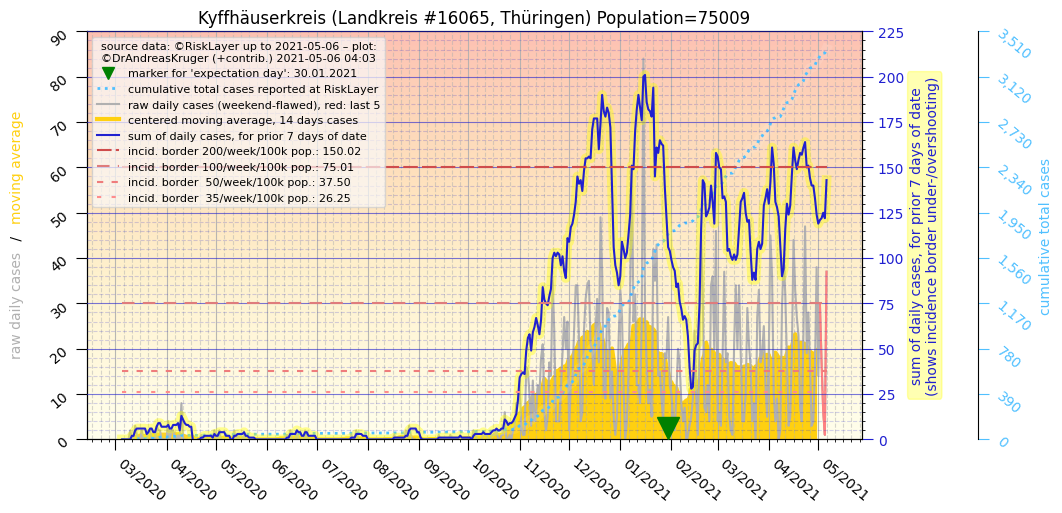 Kyffhäuserkreis (Landkreis #16065, Thüringen) Population=75009
source data: ©RiskLayer up to 2021-05-06 – plot:
©DrAndreasKruger (+contrib.) 2021-05-06 04:03
marker for 'expectation day': 30.01.2021
cumulative total cases reported at RiskLayer
raw daily cases (weekend-flawed), red: last 5
centered moving average, 14 days cases
sum of daily cases, for prior 7 days of date
incid. border 200/week/100k pop.: 150.02
incid. border 100/week/100k pop.: 75.01
incid. border 50/week/100k pop.: 37.50
incid. border 35/week/100k pop.: 26.25
raw daily cases / moving average
90
80
70
60
50
40
30
20
10
0
225
200
175
150
125
100
75
50
25
0
sum of daily cases, for prior 7 days of date
(shows incidence border under-/overshooting)
3,510
3,120
2,730
2,340
1,950
1,560
1,170
780
390
0
cumulative total cases
03/2020
04/2020
05/2020
06/2020
07/2020
08/2020
09/2020
10/2020
11/2020
12/2020
01/2021
02/2021
03/2021
04/2021
05/2021